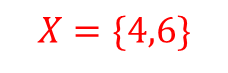 X = {4,6}